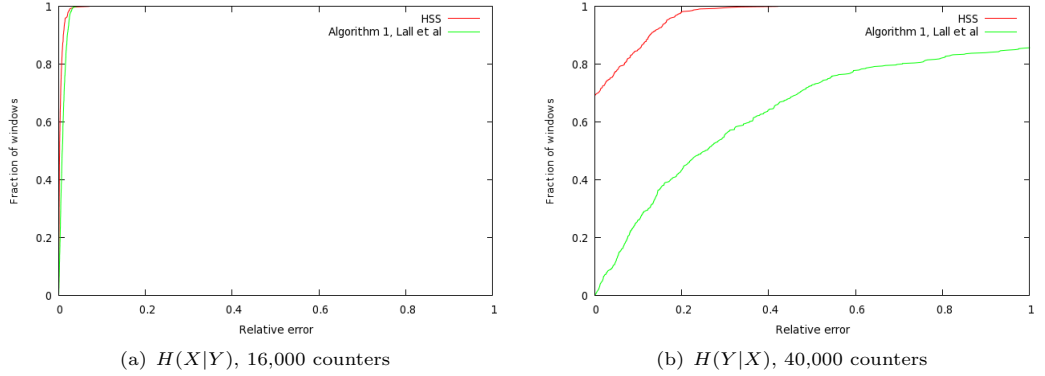 1
0.8
0.6
0.4
0.2
0
Fraction of windows
HSS
Algorithm 1, Lall et al
0 0.2 0.4 0.6 0.8 1
Relative error
(a) H(X|Y), 16,000 counters
1
0.8
0.6
0.4
0.2
0
Fraction of windows
HSS
Algorithm 1, Lall et al
0.0 0.2 0.4 0.6 0.8 1
Relative error
(b) H(Y|X), 40,000 counters